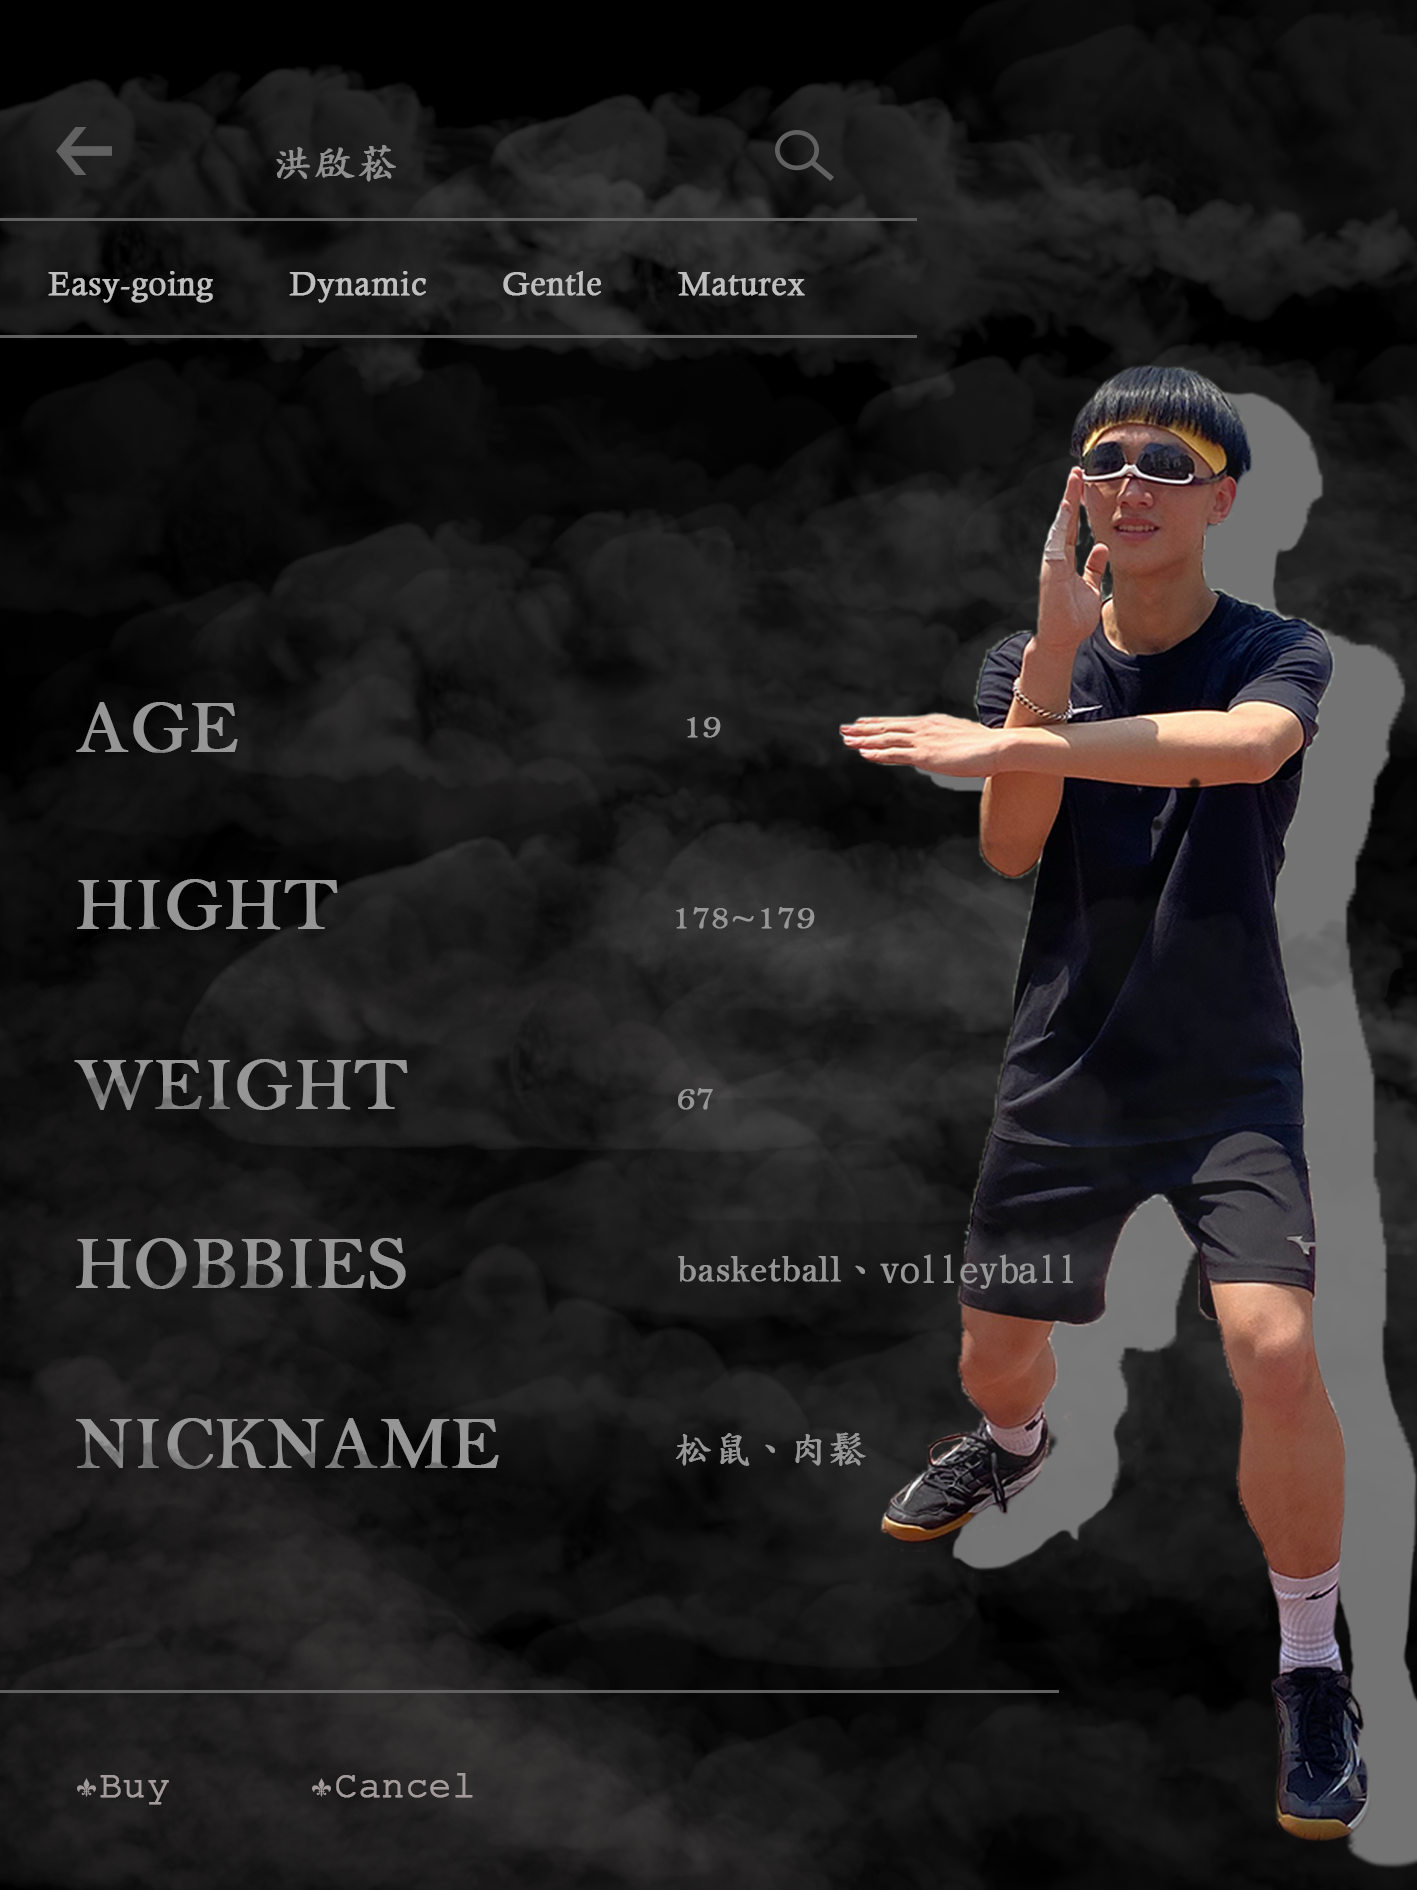 洪啟菘
Easy-going Dynamic Gentle Maturex
AGE 19
HIGHT 178~179
WEIGHT 67
HOBBIES basketball、volleyball
NICKNAME 松鼠、肉鬆
⚜Buy ⚜Cancel